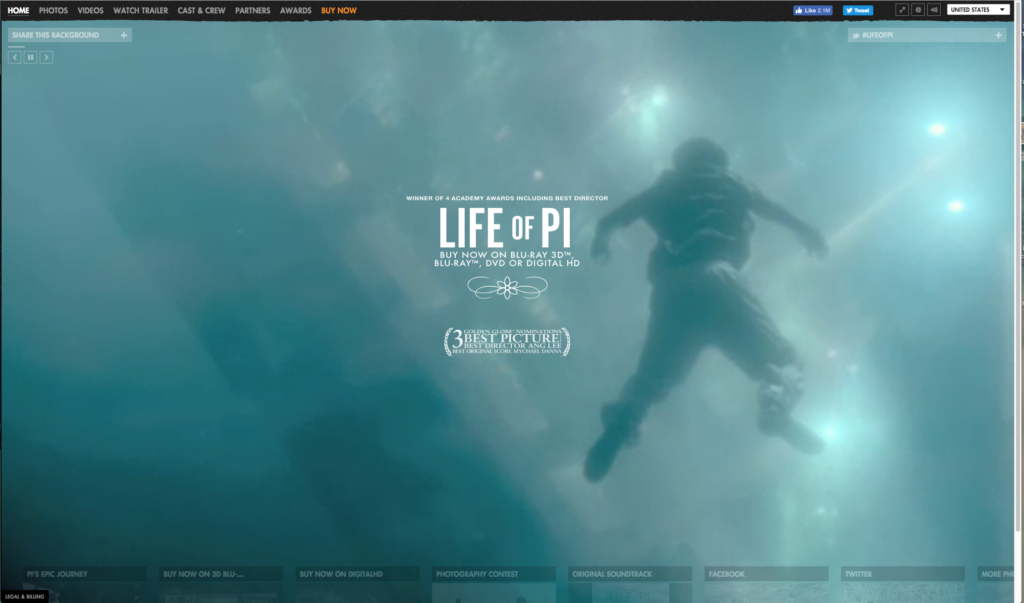 HOME PHOTOS VIDEOS WATCH TRAILER CAST & CREW PARTNERS AWARDS BUY NOW Like 2.1M Tweet UNITED STATES
SHARE THIS BACKGROUND + #LIFEOFPI +
WINNER OF 4 ACADEMY AWARDS INCLUDING BEST DIRECTOR
LIFE OF PI
BUY NOW ON BLU-RAY 3D™,
BLU-RAY™, DVD OR DIGITAL HD
3 GOLDEN GLOBE® NOMINATIONS
BEST PICTURE
BEST DIRECTOR ANG LEE
BEST ORIGINAL SCORE MYCHAEL DANNA
PI'S EPIC JOURNEY BUY NOW ON 3D BLU-... BUY NOW ON DIGITALHD PHOTOGRAPHY CONTEST ORIGINAL SOUNDTRACK FACEBOOK TWITTER MORE PH
LEGAL & BILLING